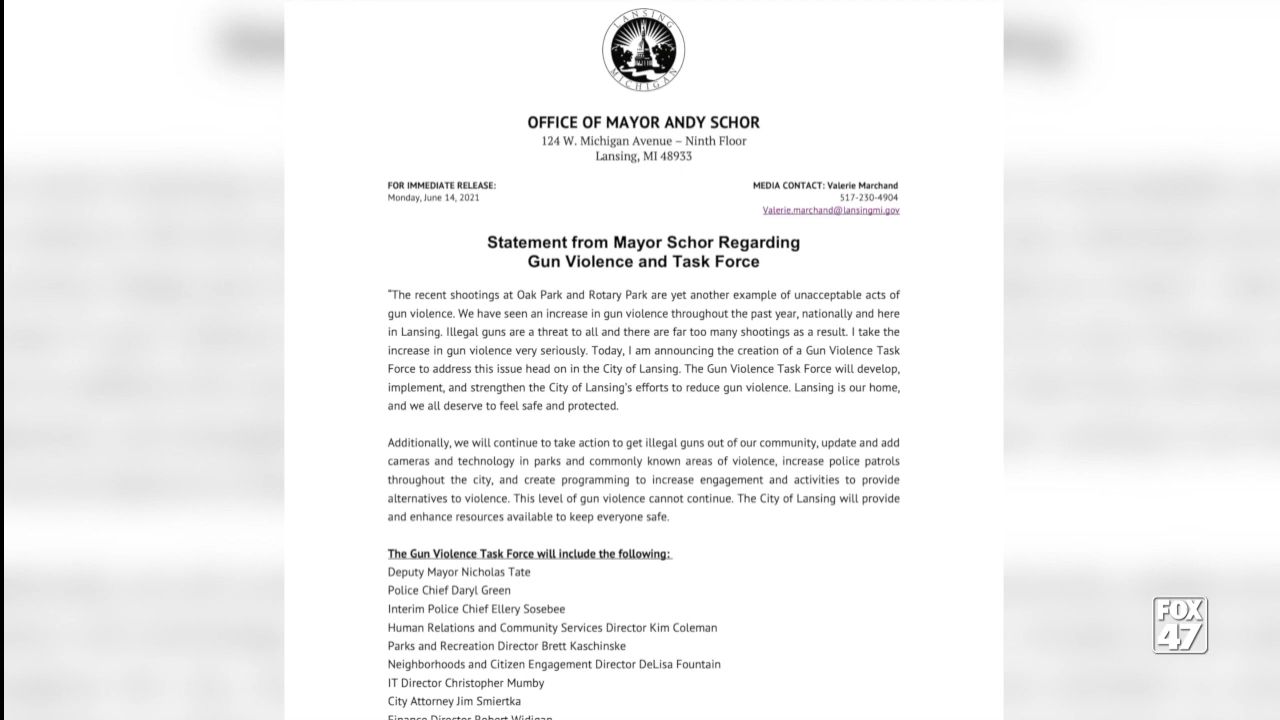 LANSING
MICHIGAN
OFFICE OF MAYOR ANDY SCHOR
124 W. Michigan Avenue – Ninth Floor
Lansing, MI 48933
FOR IMMEDIATE RELEASE:
Monday, June 14, 2021
MEDIA CONTACT: Valerie Marchand
517-230-4904
Valerie.marchand@lansingmi.gov
Statement from Mayor Schor Regarding
Gun Violence and Task Force
"The recent shootings at Oak Park and Rotary Park are yet another example of unacceptable acts of
gun violence. We have seen an increase in gun violence throughout the past year, nationally and here
in Lansing. Illegal guns are a threat to all and there are far too many shootings as a result. I take the
increase in gun violence very seriously. Today, I am announcing the creation of a Gun Violence Task
Force to address this issue head on in the City of Lansing. The Gun Violence Task Force will develop,
implement, and strengthen the City of Lansing's efforts to reduce gun violence. Lansing is our home,
and we all deserve to feel safe and protected.
Additionally, we will continue to take action to get illegal guns out of our community, update and add
cameras and technology in parks and commonly known areas of violence, increase police patrols
throughout the city, and create programming to increase engagement and activities to provide
alternatives to violence. This level of gun violence cannot continue. The City of Lansing will provide
and enhance resources available to keep everyone safe.
The Gun Violence Task Force will include the following:
Deputy Mayor Nicholas Tate
Police Chief Daryl Green
Interim Police Chief Ellery Sosebee
Human Relations and Community Services Director Kim Coleman
Parks and Recreation Director Brett Kaschinske
Neighborhoods and Citizen Engagement Director DeLisa Fountain
IT Director Christopher Mumby
City Attorney Jim Smiertka
Finance Director Robert Widigan
FOX
47